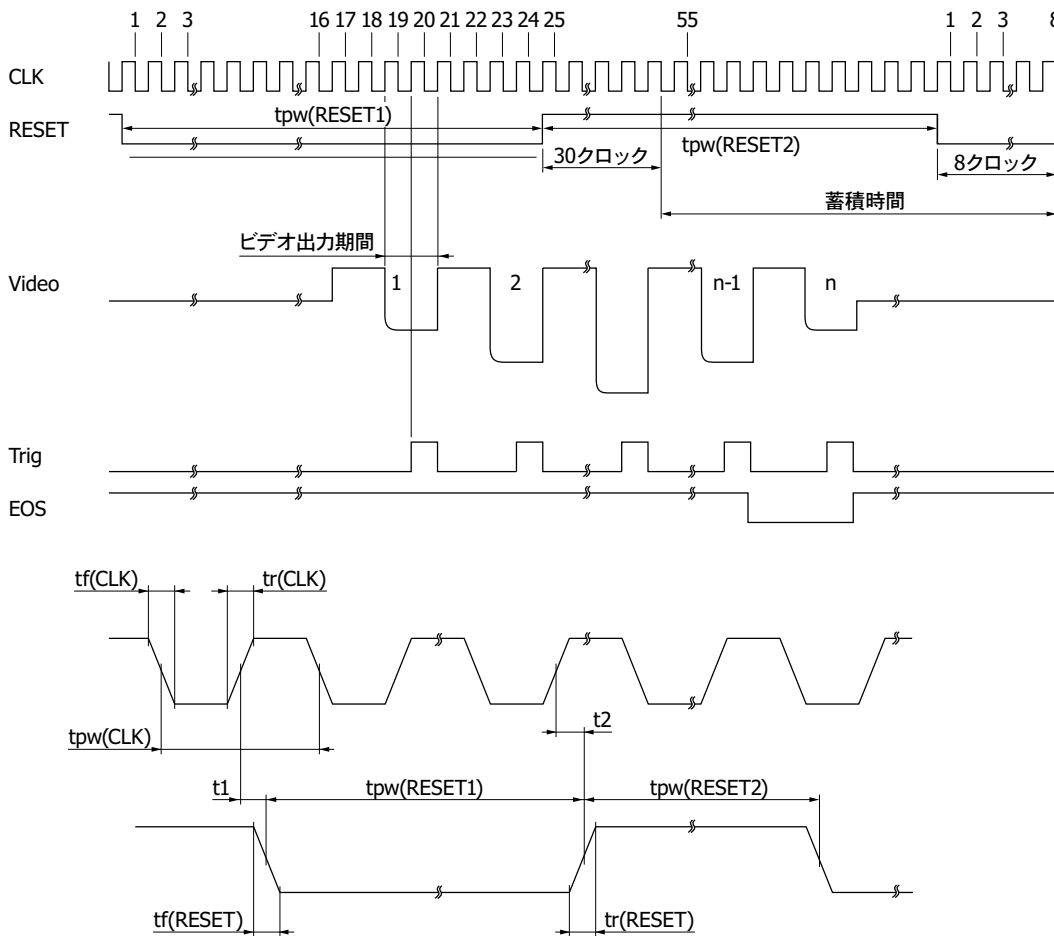 1 2 3 16 17 18 19 20 21 22 23 24 25 55 1 2 3 8
CLK
tpw(RESET1)
RESET
tpw(RESET2)
30クロック
8クロック
蓄積時間
ビデオ出力期間
Video
1
2
n-1
n
Trig
EOS
tf(CLK)
tr(CLK)
t2
tpw(CLK)
t1
tpw(RESET1)
tpw(RESET2)
tf(RESET)
tr(RESET)